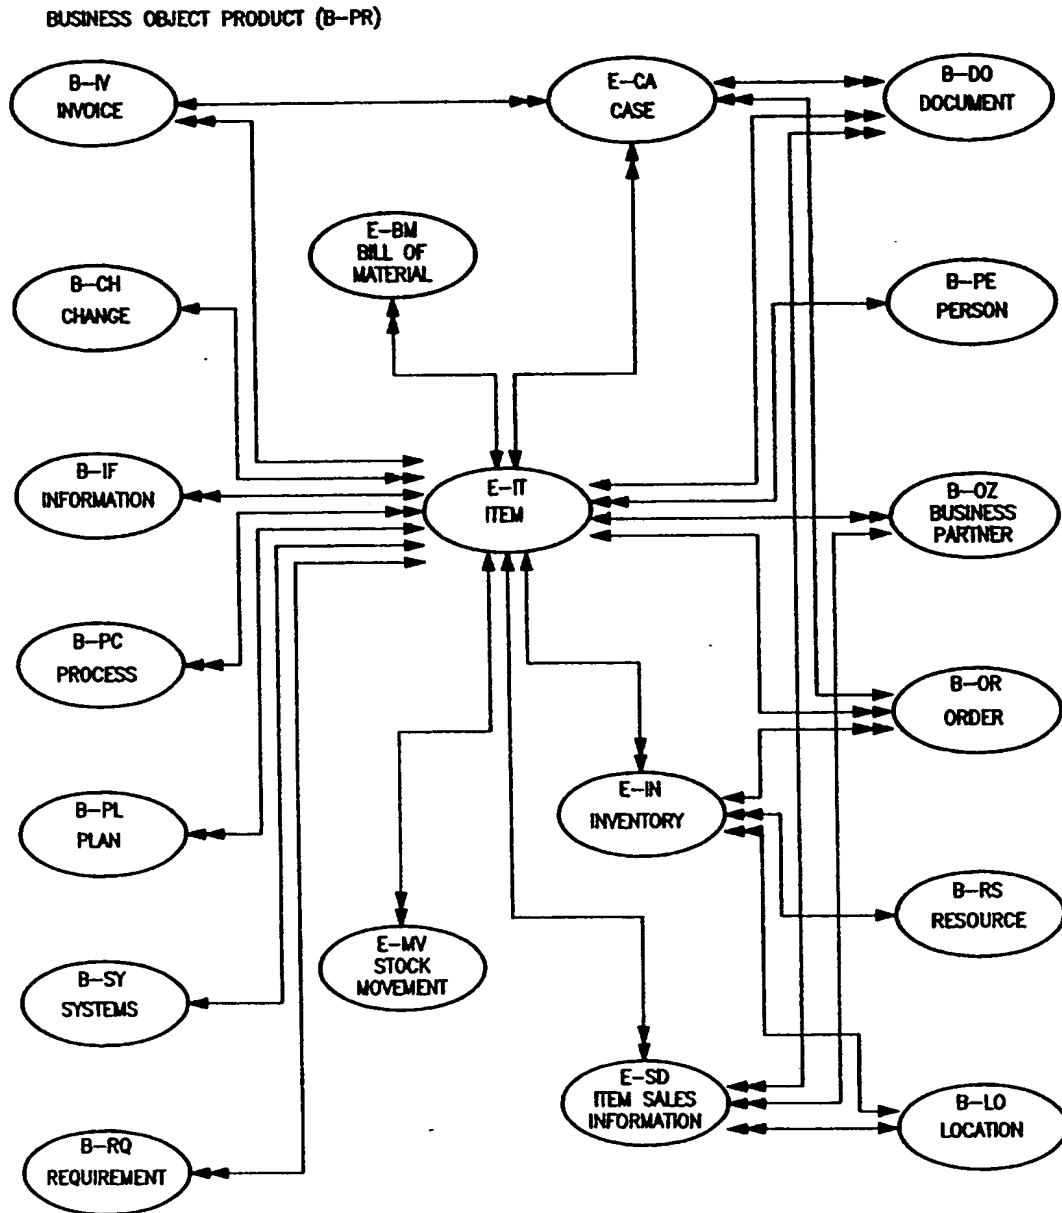 BUSINESS OBJECT PRODUCT (B-PR)
B-IV
INVOICE
E-CA
CASE
B-DO
DOCUMENT
E-BM
BILL OF
MATERIAL
B-CH
CHANGE
B-PE
PERSON
B-IF
INFORMATION
E-IT
ITEM
B-OZ
BUSINESS
PARTNER
B-PC
PROCESS
B-OR
ORDER
E-IN
INVENTORY
B-PL
PLAN
B-RS
RESOURCE
E-MV
STOCK
MOVEMENT
B-SY
SYSTEMS
E-SD
ITEM SALES
INFORMATION
B-LO
LOCATION
B-RQ
REQUIREMENT